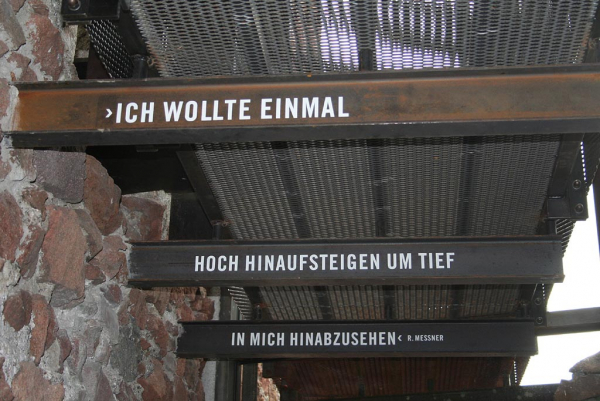 ›ICH WOLLTE EINMAL
HOCH HINAUFSTEIGEN UM TIEF
IN MICH HINABZUSEHEN‹ R. MESSNER